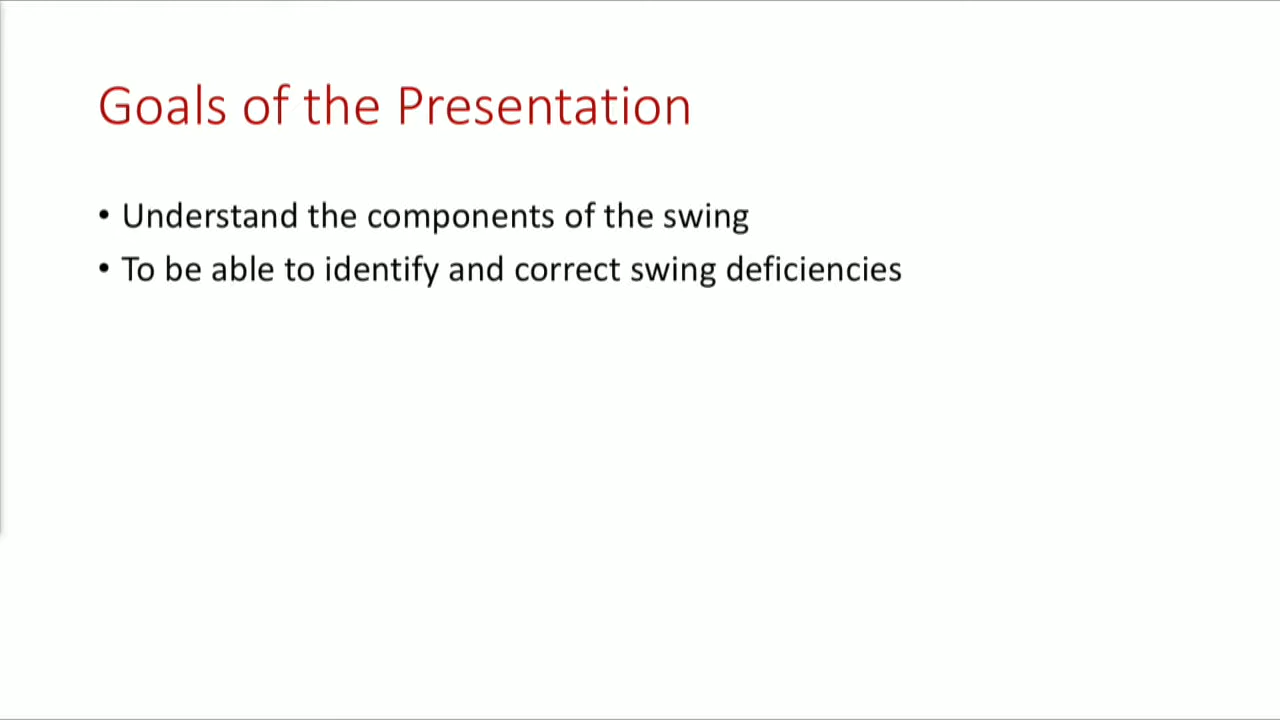 Goals of the Presentation
• Understand the components of the swing
• To be able to identify and correct swing deficiencies